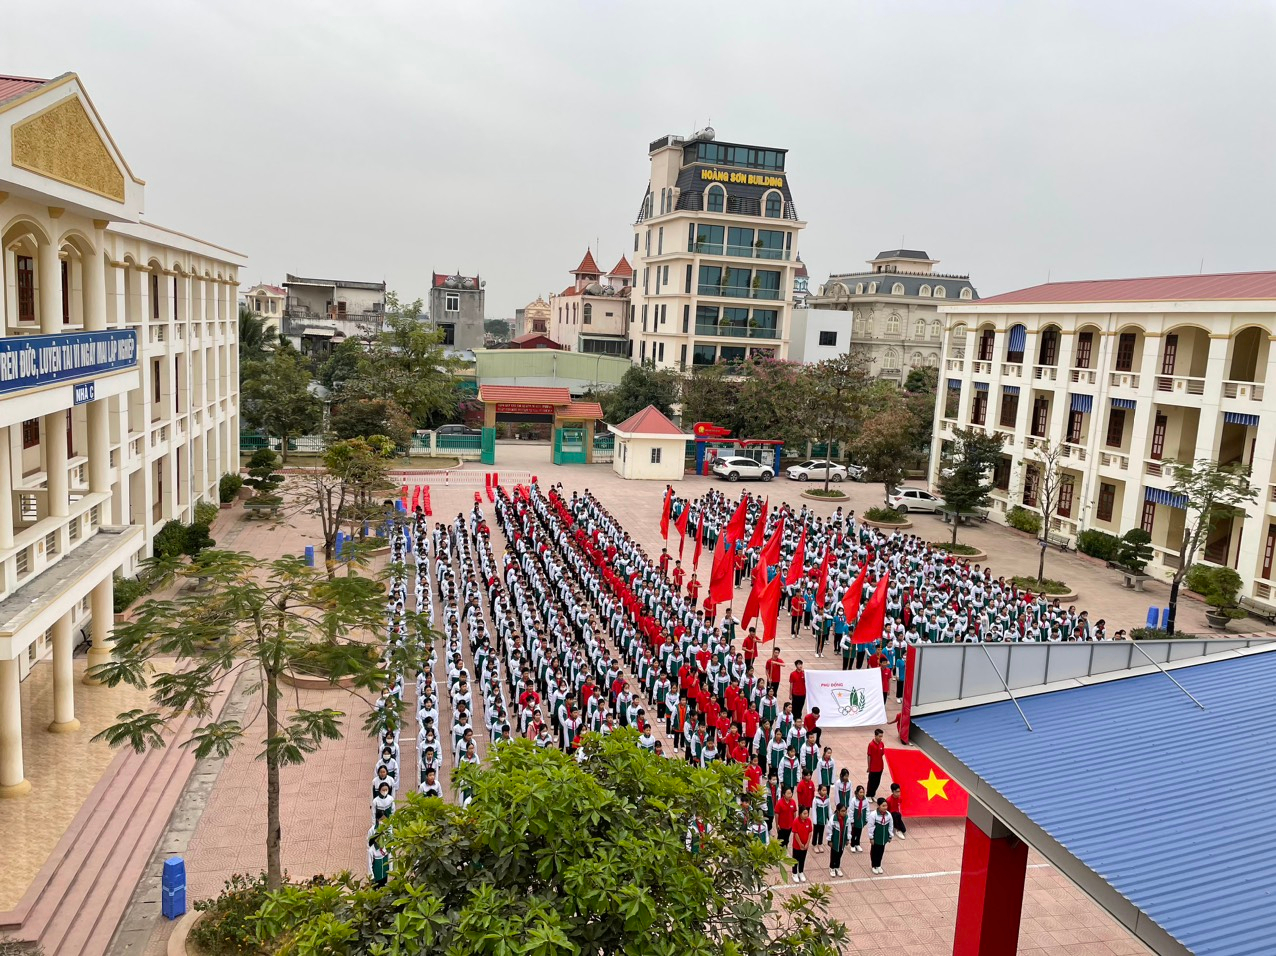 HOÀNG SƠN BUILDING
RÈN ĐỨC, LUYỆN TÀI VÌ NGÀY MAI LẬP NGHIỆP
NHÀ C
PHÙ ĐỔNG